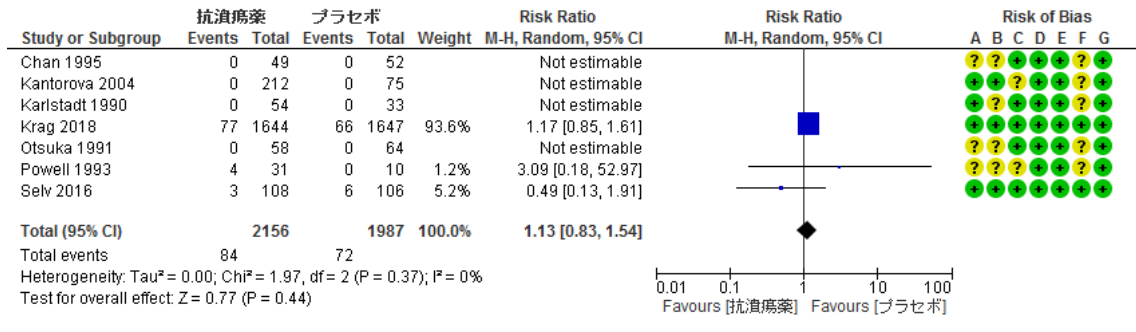 抗潰瘍薬 プラセボ Risk Ratio Risk Ratio Risk of Bias
Study or Subgroup Events Total Events Total Weight M-H, Random, 95% CI M-H, Random, 95% CI A B C D E F G
Chan 1995 0 49 0 52 Not estimable ? ? + + + ? +
Kantorova 2004 0 212 0 75 Not estimable + + ? + + + +
Karlstadt 1990 0 54 0 33 Not estimable + ? + + + ? +
Krag 2018 77 1644 66 1647 93.6% 1.17 [0.85, 1.61] + + + + + + +
Otsuka 1991 0 58 0 64 Not estimable ? ? + + + ? +
Powell 1993 4 31 0 10 1.2% 3.09 [0.18, 52.97] ? ? ? + + ? +
Selv 2016 3 108 6 106 5.2% 0.49 [0.13, 1.91] + + + + + + +
Total (95% CI) 2156 1987 100.0% 1.13 [0.83, 1.54]
Total events 84 72
Heterogeneity: Tau² = 0.00; Chi² = 1.97, df = 2 (P = 0.37); I² = 0%
Test for overall effect: Z = 0.77 (P = 0.44)
0.01 0.1 1 10 100
Favours [抗潰瘍薬] Favours [プラセボ]